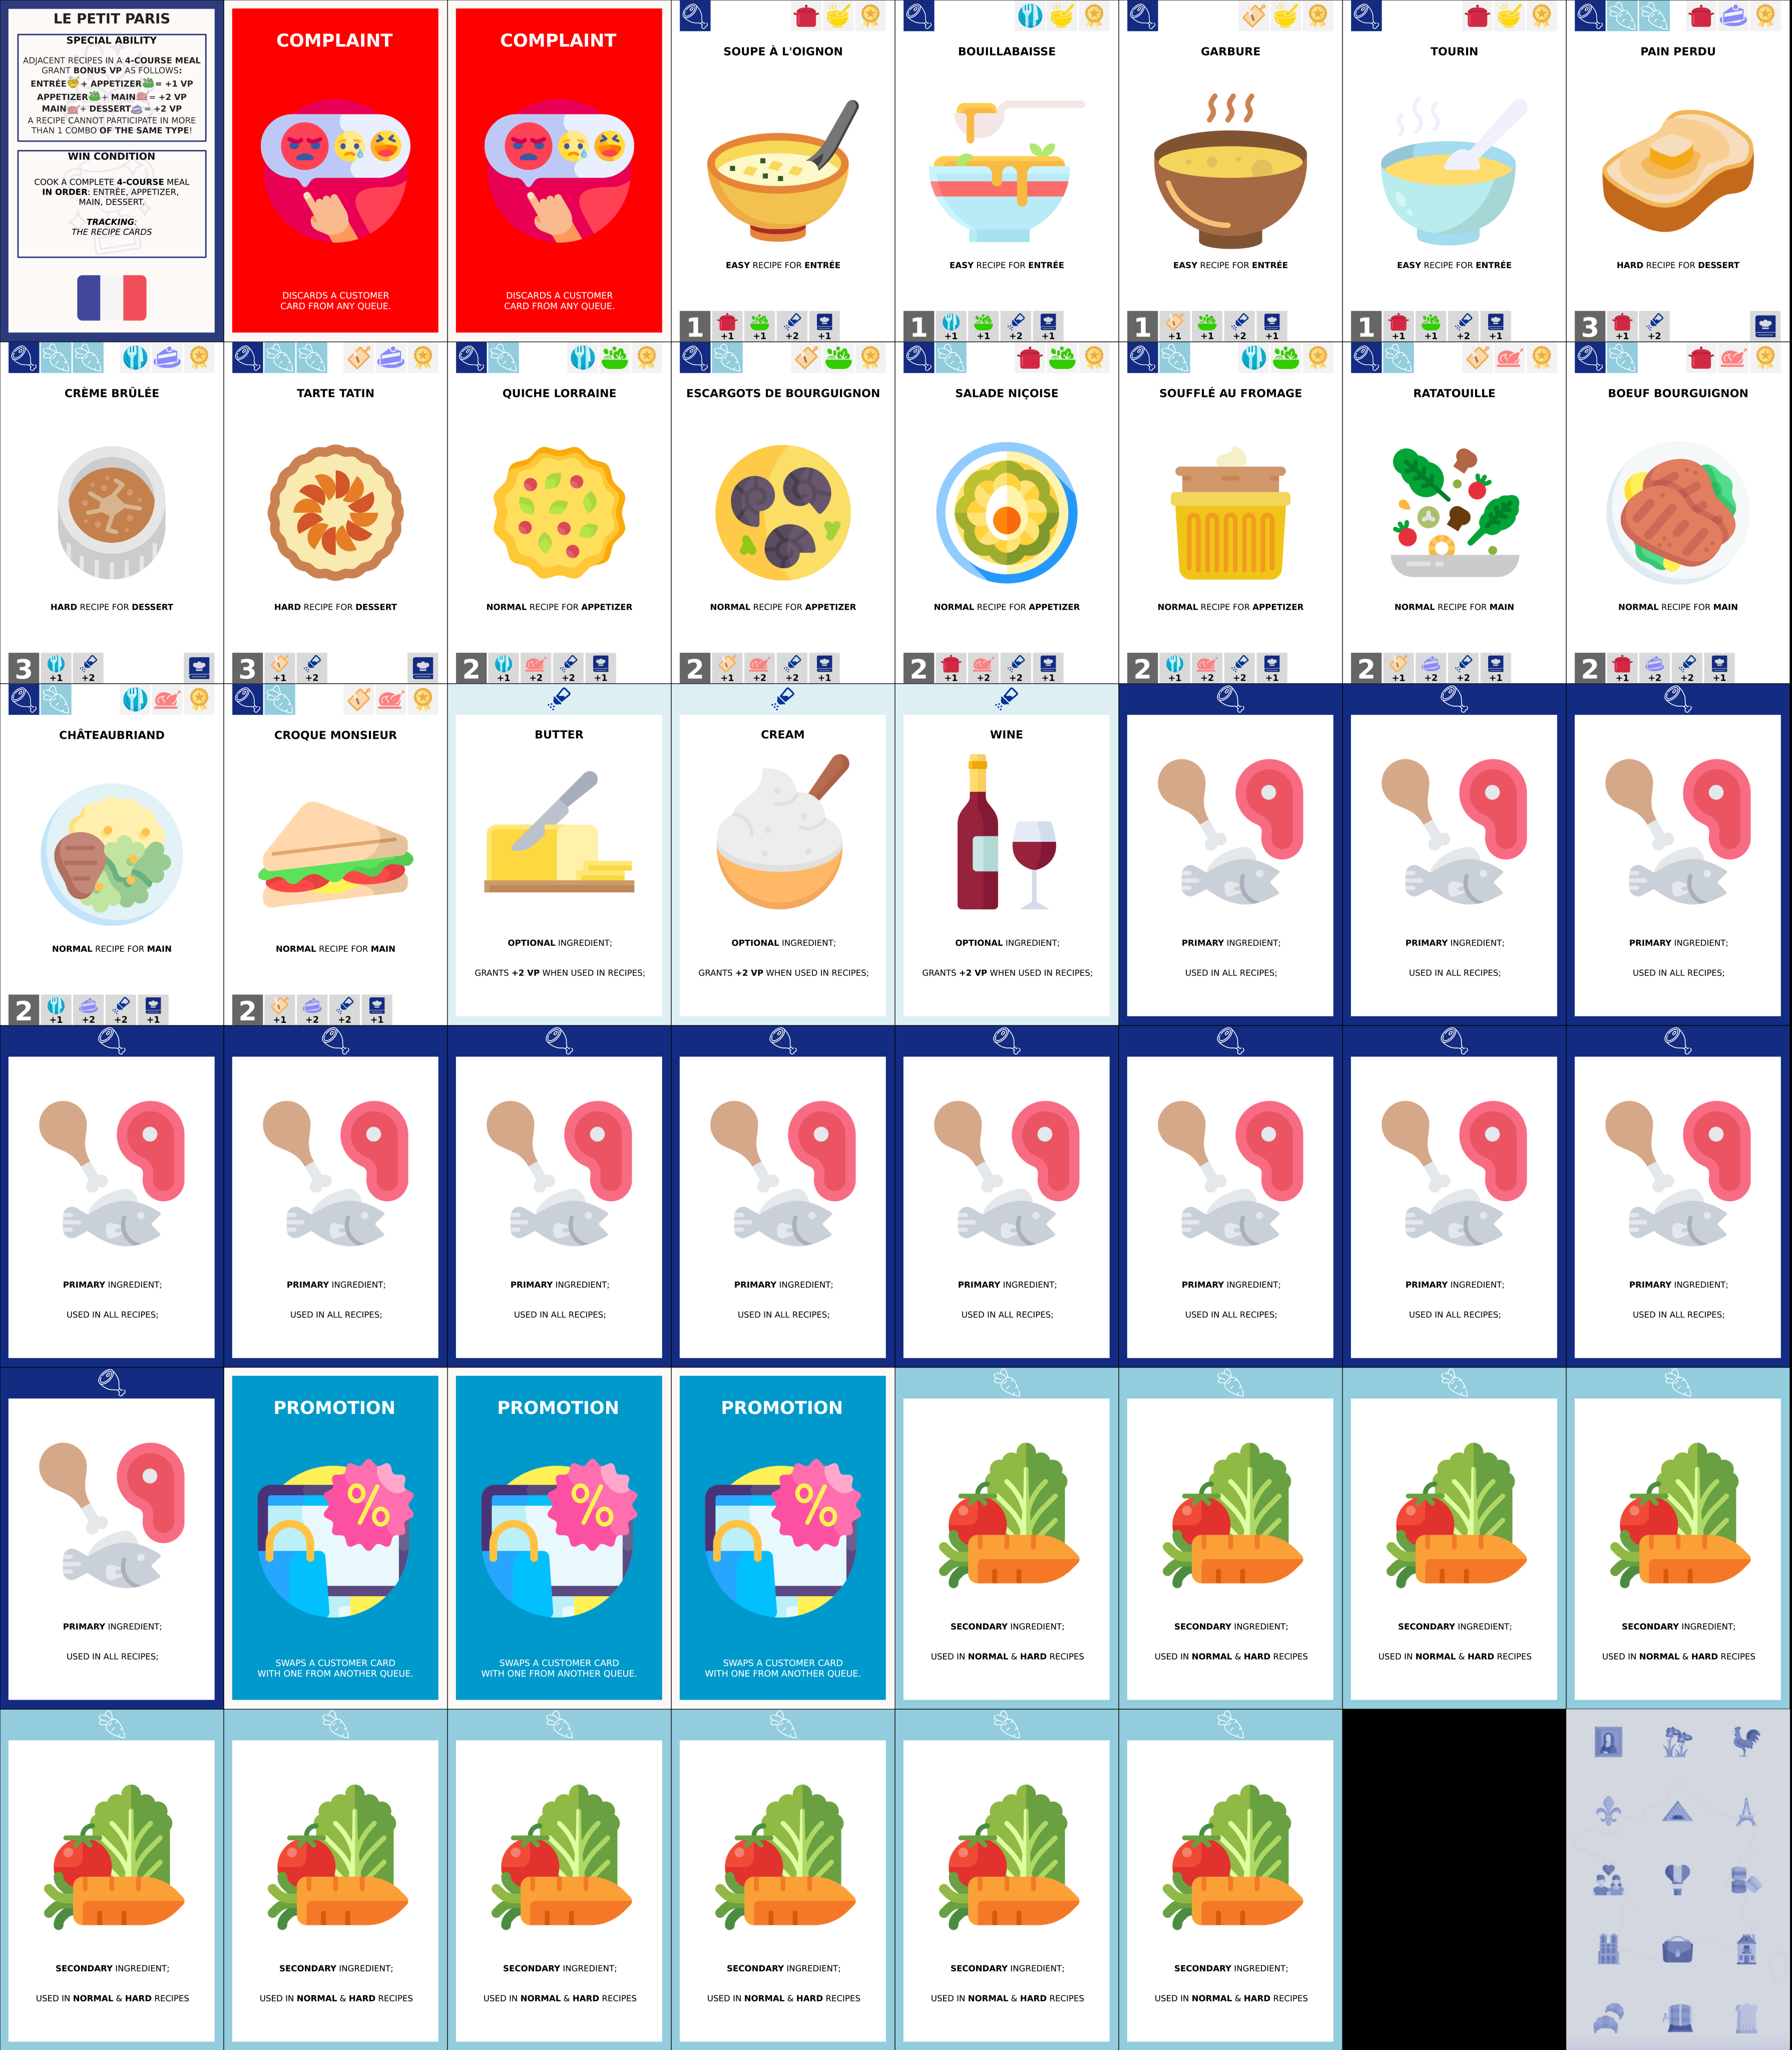 LE PETIT PARIS
SPECIAL ABILITY
ADJACENT RECIPES IN A 4-COURSE MEAL
GRANT BONUS VP AS FOLLOWS:
ENTRÉE + APPETIZER = +1 VP
APPETIZER + MAIN = +2 VP
MAIN + DESSERT = +2 VP
A RECIPE CANNOT PARTICIPATE IN MORE
THAN 1 COMBO OF THE SAME TYPE!
WIN CONDITION
COOK A COMPLETE 4-COURSE MEAL
IN ORDER: ENTRÉE, APPETIZER,
MAIN, DESSERT.
TRACKING:
THE RECIPE CARDS
COMPLAINT
DISCARDS A CUSTOMER
CARD FROM ANY QUEUE.
COMPLAINT
DISCARDS A CUSTOMER
CARD FROM ANY QUEUE.
SOUPE À L'OIGNON
EASY RECIPE FOR ENTRÉE
1 +1 +1 +2 +1
BOUILLABAISSE
EASY RECIPE FOR ENTRÉE
1 +1 +1 +2 +1
GARBURE
EASY RECIPE FOR ENTRÉE
1 +1 +1 +2 +1
TOURIN
EASY RECIPE FOR ENTRÉE
1 +1 +1 +2 +1
PAIN PERDU
HARD RECIPE FOR DESSERT
3 +1 +2
CRÈME BRÛLÉE
HARD RECIPE FOR DESSERT
3 +1 +2
TARTE TATIN
HARD RECIPE FOR DESSERT
3 +1 +2
QUICHE LORRAINE
NORMAL RECIPE FOR APPETIZER
2 +1 +2 +2 +1
ESCARGOTS DE BOURGUIGNON
NORMAL RECIPE FOR APPETIZER
2 +1 +2 +2 +1
SALADE NIÇOISE
NORMAL RECIPE FOR APPETIZER
2 +1 +2 +2 +1
SOUFFLÉ AU FROMAGE
NORMAL RECIPE FOR APPETIZER
2 +1 +2 +2 +1
RATATOUILLE
NORMAL RECIPE FOR MAIN
2 +1 +2 +2 +1
BOEUF BOURGUIGNON
NORMAL RECIPE FOR MAIN
2 +1 +2 +2 +1
CHÂTEAUBRIAND
NORMAL RECIPE FOR MAIN
2 +1 +2 +2 +1
CROQUE MONSIEUR
NORMAL RECIPE FOR MAIN
2 +1 +2 +2 +1
BUTTER
OPTIONAL INGREDIENT;
GRANTS +2 VP WHEN USED IN RECIPES;
CREAM
OPTIONAL INGREDIENT;
GRANTS +2 VP WHEN USED IN RECIPES;
WINE
OPTIONAL INGREDIENT;
GRANTS +2 VP WHEN USED IN RECIPES;
PRIMARY INGREDIENT;
USED IN ALL RECIPES;
PRIMARY INGREDIENT;
USED IN ALL RECIPES;
PRIMARY INGREDIENT;
USED IN ALL RECIPES;
PRIMARY INGREDIENT;
USED IN ALL RECIPES;
PRIMARY INGREDIENT;
USED IN ALL RECIPES;
PRIMARY INGREDIENT;
USED IN ALL RECIPES;
PRIMARY INGREDIENT;
USED IN ALL RECIPES;
PRIMARY INGREDIENT;
USED IN ALL RECIPES;
PRIMARY INGREDIENT;
USED IN ALL RECIPES;
PRIMARY INGREDIENT;
USED IN ALL RECIPES;
PRIMARY INGREDIENT;
USED IN ALL RECIPES;
PRIMARY INGREDIENT;
USED IN ALL RECIPES;
PROMOTION
%
SWAPS A CUSTOMER CARD
WITH ONE FROM ANOTHER QUEUE.
PROMOTION
%
SWAPS A CUSTOMER CARD
WITH ONE FROM ANOTHER QUEUE.
PROMOTION
%
SWAPS A CUSTOMER CARD
WITH ONE FROM ANOTHER QUEUE.
SECONDARY INGREDIENT;
USED IN NORMAL & HARD RECIPES
SECONDARY INGREDIENT;
USED IN NORMAL & HARD RECIPES
SECONDARY INGREDIENT;
USED IN NORMAL & HARD RECIPES
SECONDARY INGREDIENT;
USED IN NORMAL & HARD RECIPES
SECONDARY INGREDIENT;
USED IN NORMAL & HARD RECIPES
SECONDARY INGREDIENT;
USED IN NORMAL & HARD RECIPES
SECONDARY INGREDIENT;
USED IN NORMAL & HARD RECIPES
SECONDARY INGREDIENT;
USED IN NORMAL & HARD RECIPES
SECONDARY INGREDIENT;
USED IN NORMAL & HARD RECIPES
SECONDARY INGREDIENT;
USED IN NORMAL & HARD RECIPES